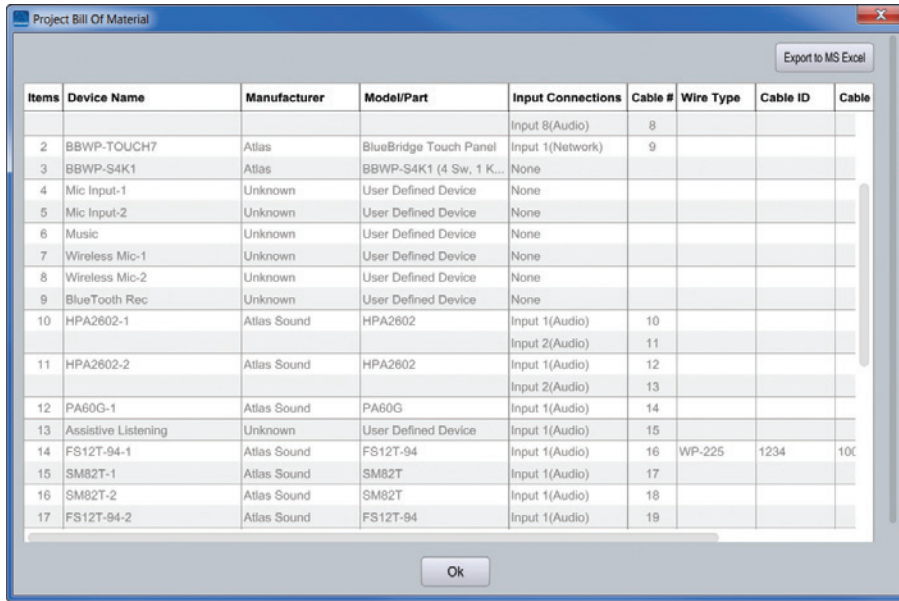 Project Bill Of Material
Export to MS Excel
Items Device Name Manufacturer Model/Part Input Connections Cable # Wire Type Cable ID Cable
Input 8(Audio) 8
2 BBWP-TOUCH7 Atlas BlueBridge Touch Panel Input 1(Network) 9
3 BBWP-S4K1 Atlas BBWP-S4K1 (4 Sw, 1 K... None
4 Mic Input-1 Unknown User Defined Device None
5 Mic Input-2 Unknown User Defined Device None
6 Music Unknown User Defined Device None
7 Wireless Mic-1 Unknown User Defined Device None
8 Wireless Mic-2 Unknown User Defined Device None
9 BlueTooth Rec Unknown User Defined Device None
10 HPA2602-1 Atlas Sound HPA2602 Input 1(Audio) 10
Input 2(Audio) 11
11 HPA2602-2 Atlas Sound HPA2602 Input 1(Audio) 12
Input 2(Audio) 13
12 PA60G-1 Atlas Sound PA60G Input 1(Audio) 14
13 Assistive Listening Unknown User Defined Device Input 1(Audio) 15
14 FS12T-94-1 Atlas Sound FS12T-94 Input 1(Audio) 16 WP-225 1234
15 SM82T-1 Atlas Sound SM82T Input 1(Audio) 17
16 SM82T-2 Atlas Sound SM82T Input 1(Audio) 18
17 FS12T-94-2 Atlas Sound FS12T-94 Input 1(Audio) 19
Ok